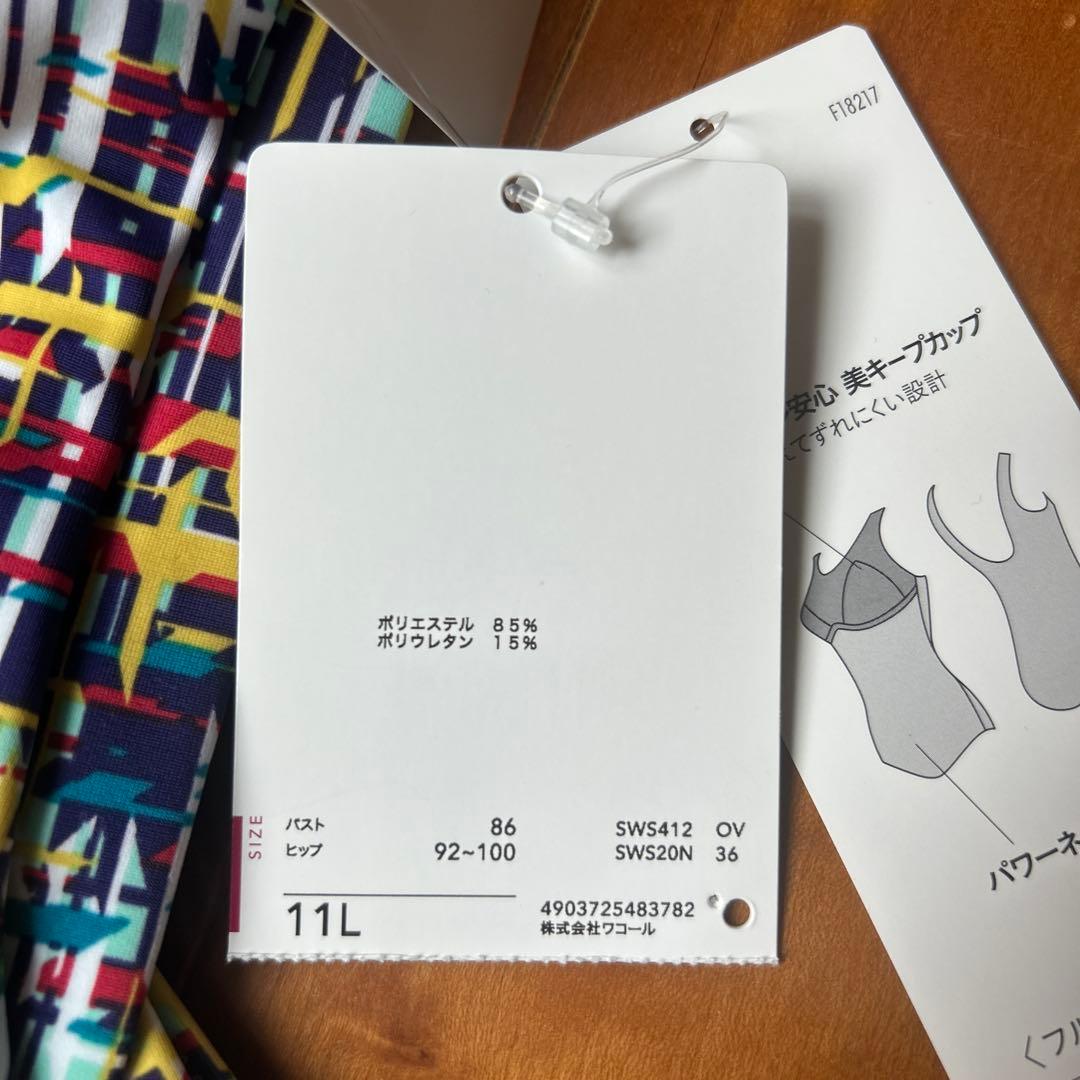 F18217
安心 美キープカップ
てずれにくい設計
ポリエステル 85%
ポリウレタン 15%
SIZE
バスト 86 SWS412 OV
ヒップ 92~100 SWS20N 36
11L
4903725483782
株式会社ワコール
パワーネ
〈フル